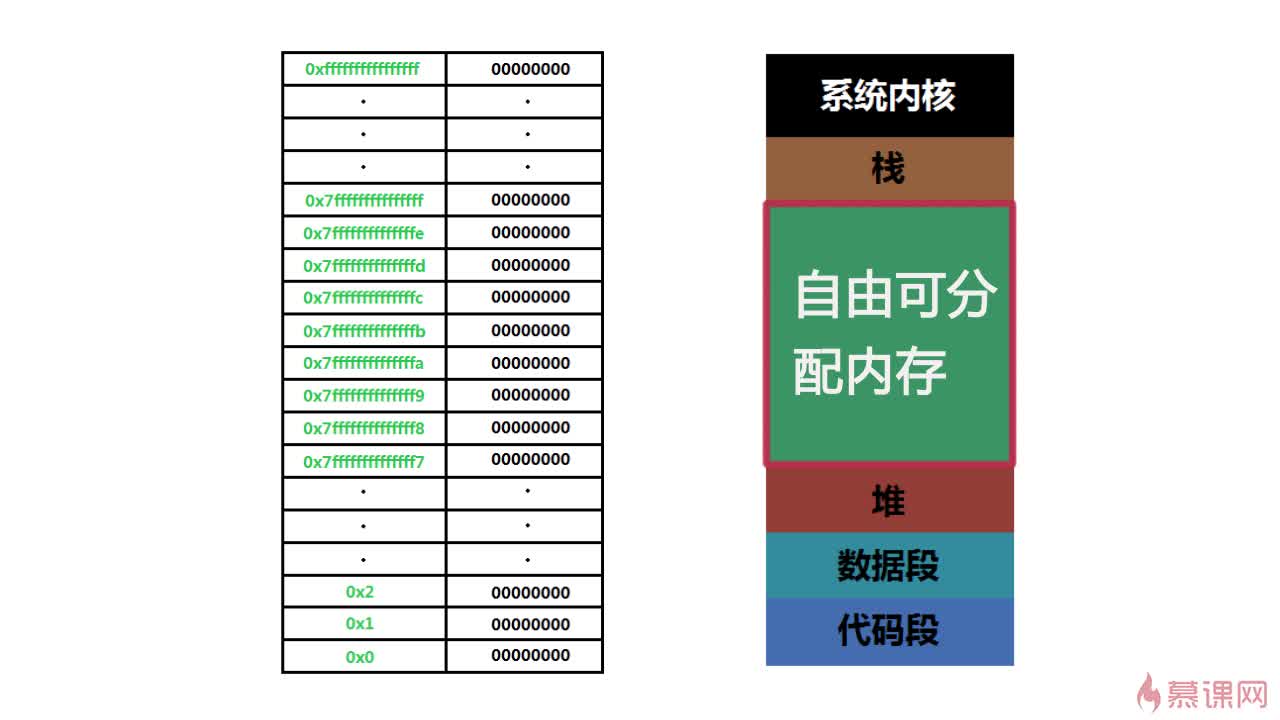 0xffffffffffffffff 00000000
. .
. .
. .
0x7fffffffffffffff 00000000
0x7ffffffffffffffe 00000000
0x7ffffffffffffffd 00000000
0x7ffffffffffffffc 00000000
0x7ffffffffffffffb 00000000
0x7ffffffffffffffa 00000000
0x7ffffffffffffff9 00000000
0x7ffffffffffffff8 00000000
0x7ffffffffffffff7 00000000
. .
. .
. .
0x2 00000000
0x1 00000000
0x0 00000000
系统内核
栈
自由可分
配内存
堆
数据段
代码段
慕课网